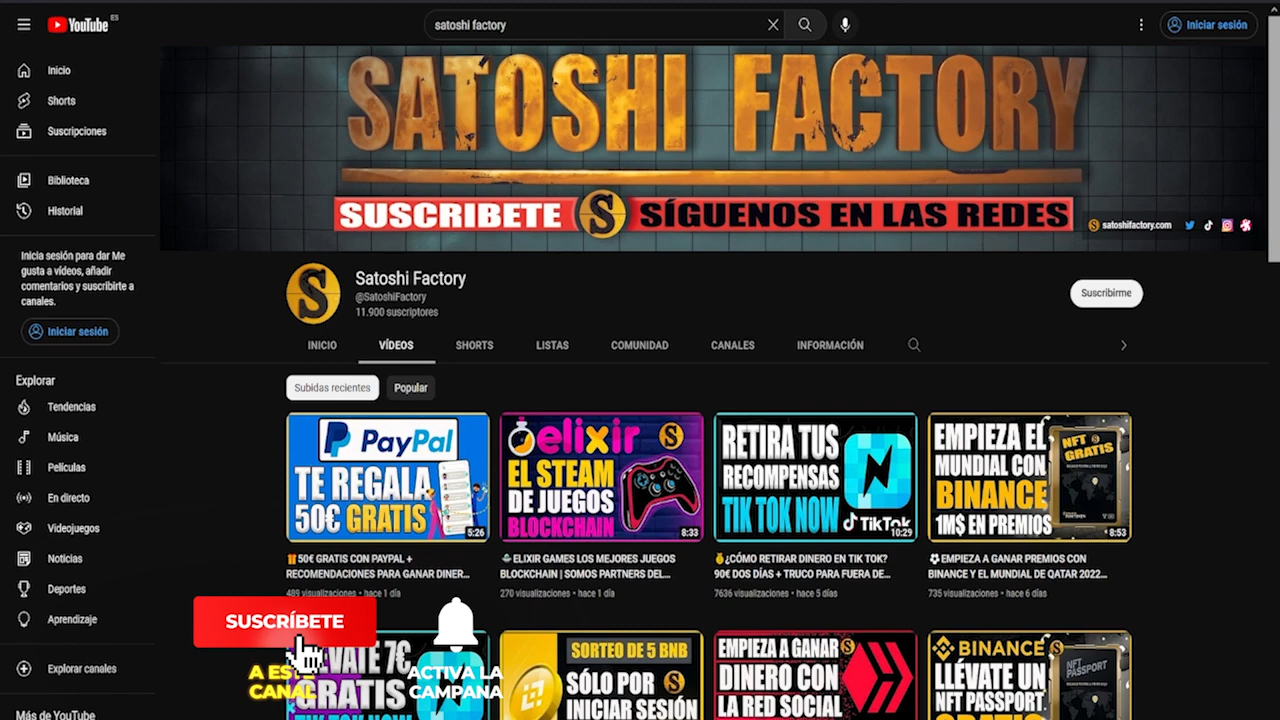 YouTube ES
satoshi factory
Iniciar sesión
Inicio
Shorts
Suscripciones
Biblioteca
Historial
Inicia sesión para dar Me
gusta a vídeos, añadir
comentarios y suscribirte a
canales.
Iniciar sesión
Explorar
Tendencias
Música
Películas
En directo
Videojuegos
Noticias
Deportes
Aprendizaje
Explorar canales
Más de YouTube
SATOSHI FACTORY
SUSCRIBETE S SÍGUENOS EN LAS REDES
satoshifactory.com
S
Satoshi Factory
@SatoshiFactory
11.900 suscriptores
Suscribirme
INICIO
VÍDEOS
SHORTS
LISTAS
COMUNIDAD
CANALES
INFORMACIÓN
Subidas recientes
Popular
PayPal
TE REGALA
50€ GRATIS
5:26
50€ GRATIS CON PAYPAL +
RECOMENDACIONES PARA GANAR DINER...
489 visualizaciones • hace 1 día
elixir S
EL STEAM
DE JUEGOS
BLOCKCHAIN
8:33
ELIXIR GAMES LOS MEJORES JUEGOS
BLOCKCHAIN | SOMOS PARTNERS DEL...
270 visualizaciones • hace 1 día
RETIRA TUS
RECOMPENSAS
TIK TOK NOW
TikTok
10:29
¿CÓMO RETIRAR DINERO EN TIK TOK?
90€ DOS DÍAS + TRUCO PARA FUERA DE...
7636 visualizaciones • hace 5 días
EMPIEZA EL
MUNDIAL CON
BINANCE
1M$ EN PREMIOS
NFT
GRATIS
8:53
EMPIEZA A GANAR PREMIOS CON
BINANCE Y EL MUNDIAL DE QATAR 2022...
735 visualizaciones • hace 6 días
SUSCRÍBETE
A ESTE
CANAL
ACTIVA LA
CAMPANA
7€
GRATIS
SORTEO DE 5 BNB
SÓLO POR S
INICIAR SESIÓN
EMPIEZA A GANAR S
DINERO CON
LA RED SOCIAL
BINANCE S
LLÉVATE UN
NFT PASSPORT
NFT PASSPORT